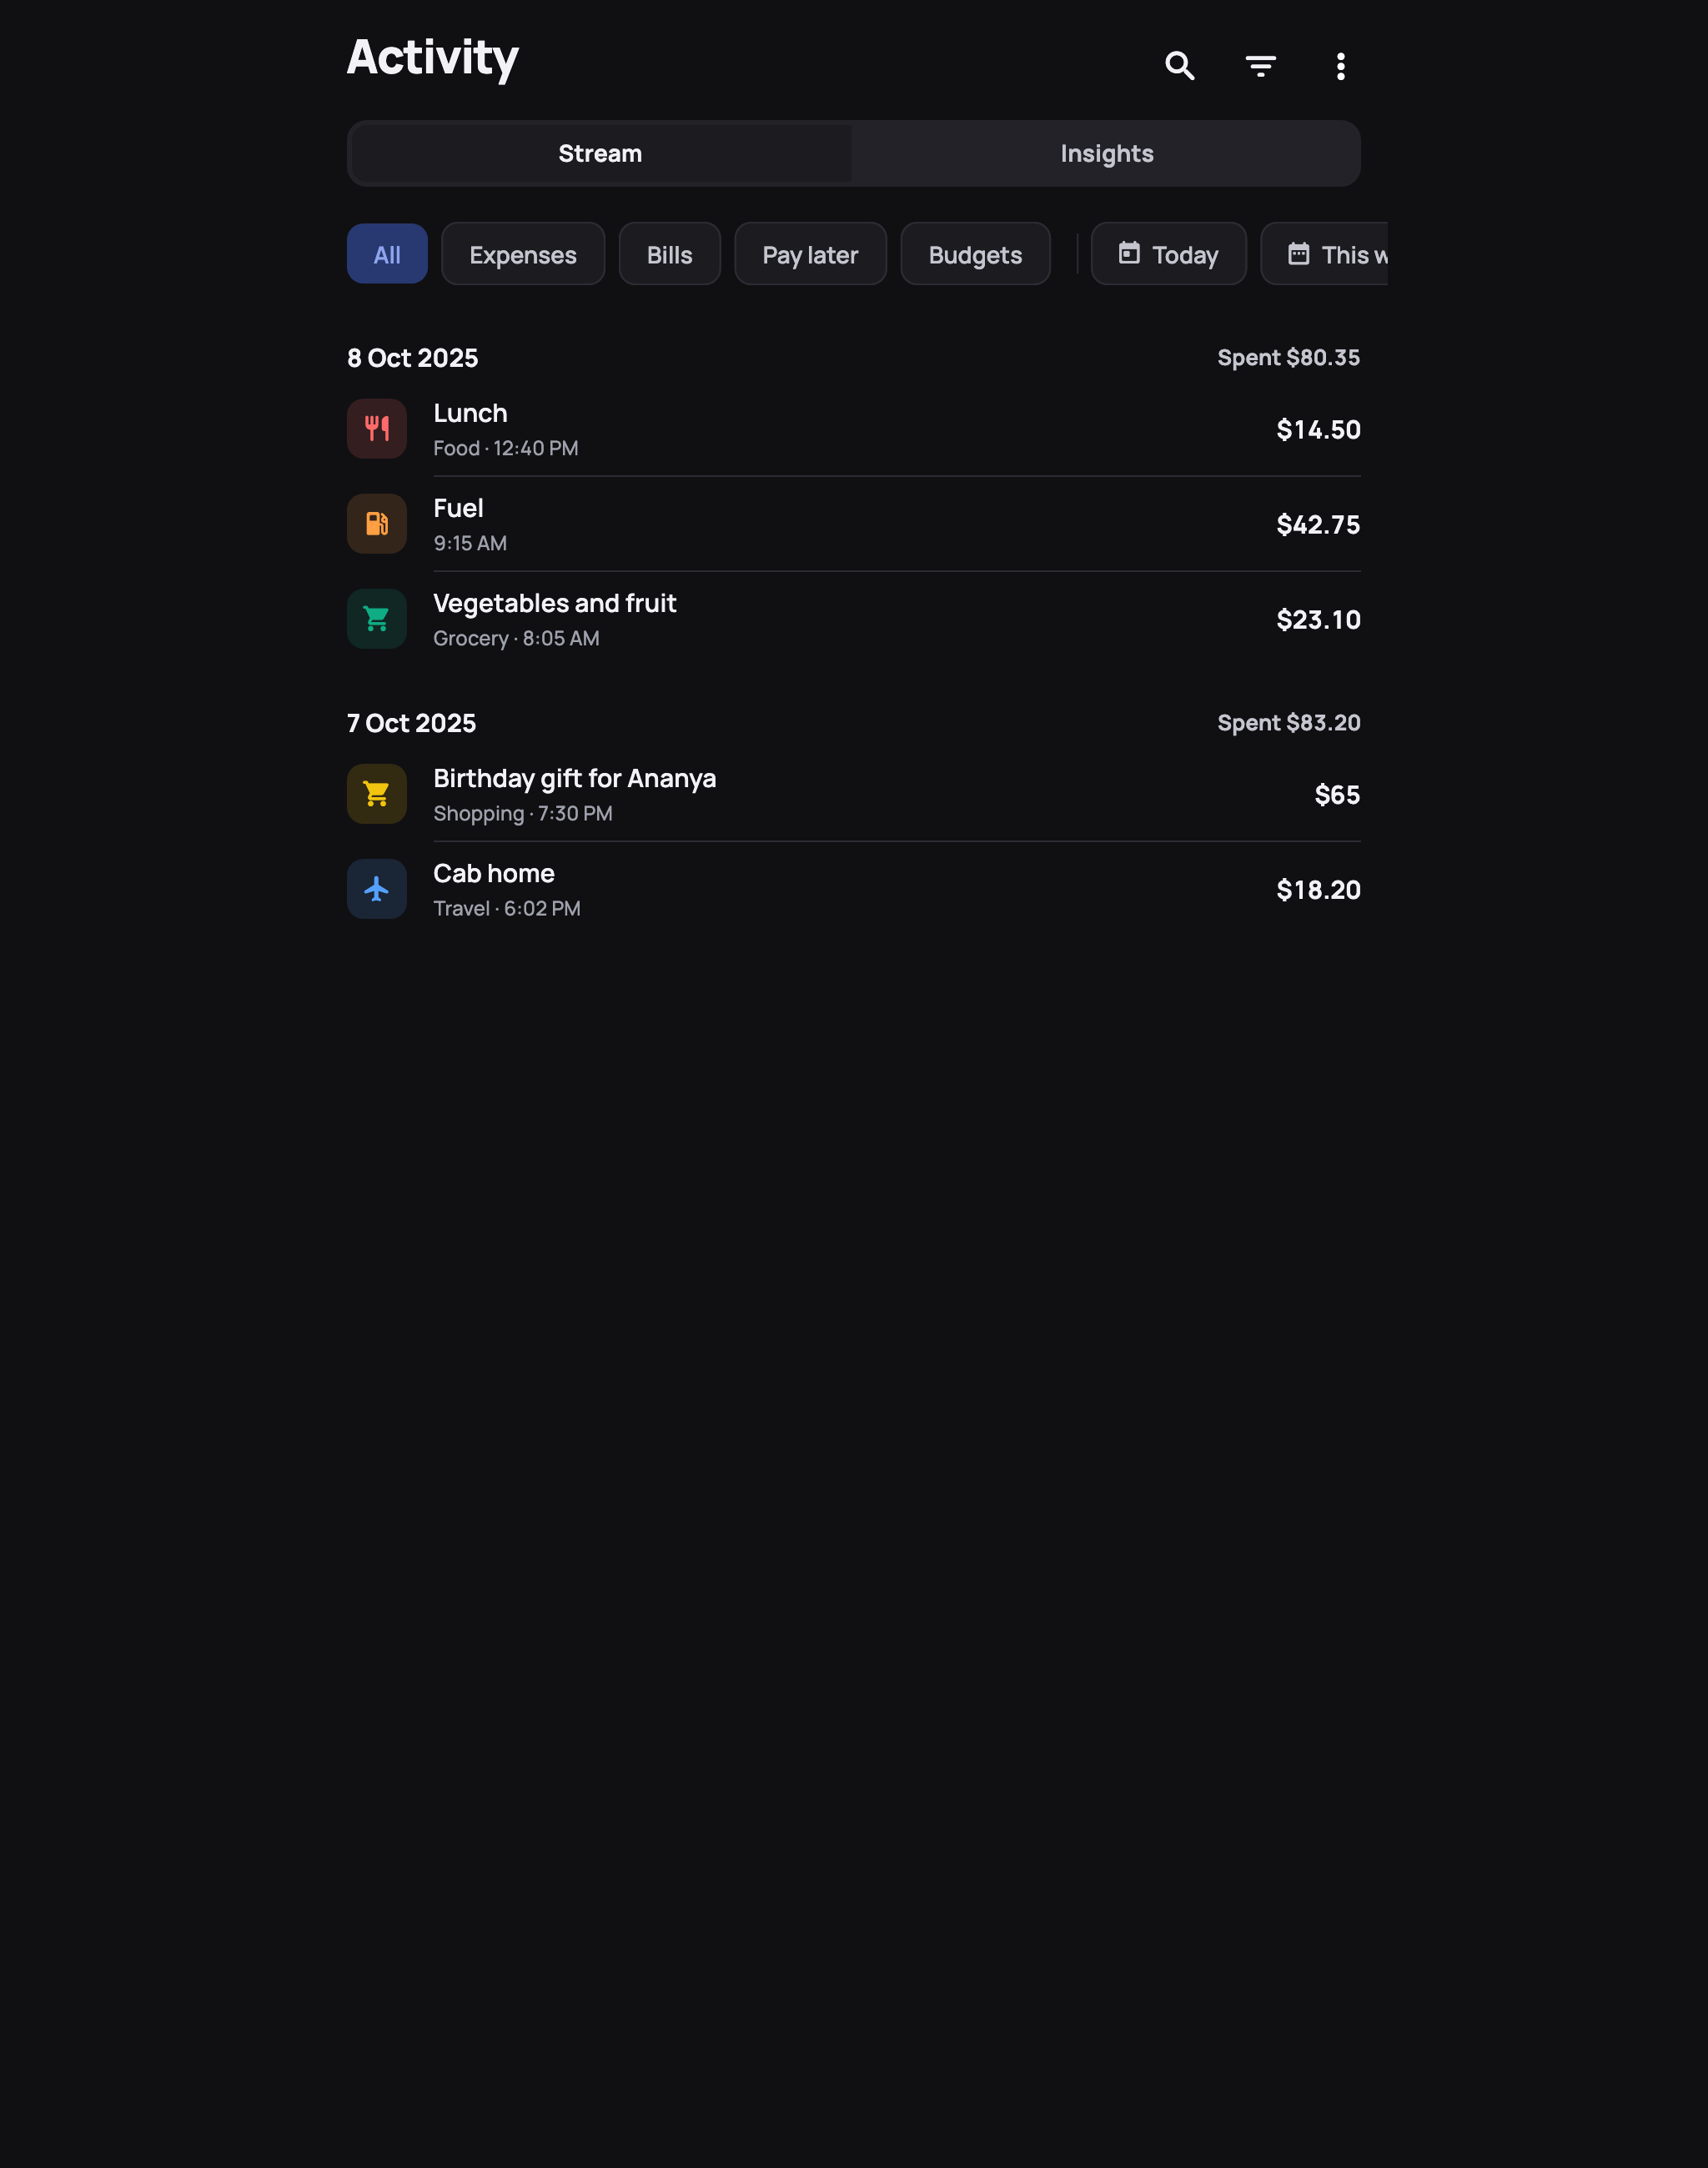 Activity
Stream Insights
All Expenses Bills Pay later Budgets Today This w
8 Oct 2025 Spent $80.35
Lunch
$14.50
Food · 12:40 PM
Fuel
$42.75
9:15 AM
Vegetables and fruit
$23.10
Grocery · 8:05 AM
7 Oct 2025 Spent $83.20
Birthday gift for Ananya
$65
Shopping · 7:30 PM
Cab home
$18.20
Travel · 6:02 PM